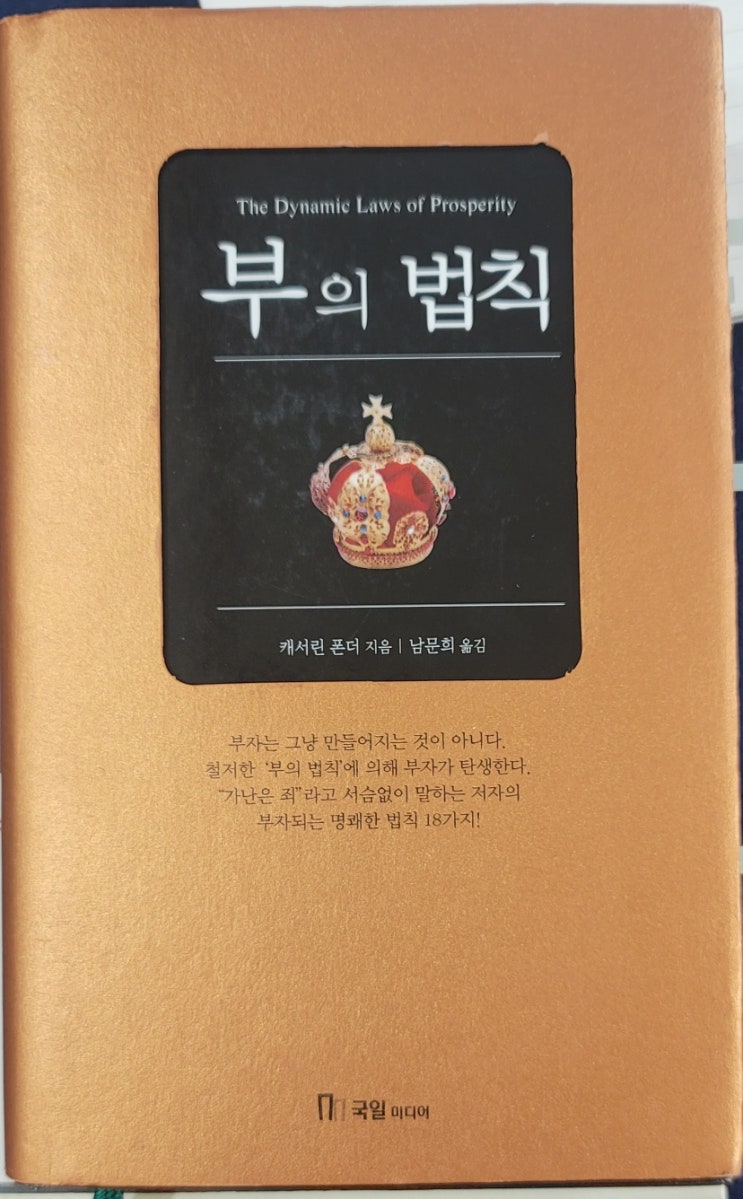 The Dynamic Laws of Prosperity
부의 법칙
캐서린 폰더 지음 | 남문희 옮김
부자는 그냥 만들어지는 것이 아니다.
철저한 '부의 법칙'에 의해 부자가 탄생한다.
"가난은 죄"라고 서슴없이 말하는 저자의
부자되는 명쾌한 법칙 18가지!
국일 미디어